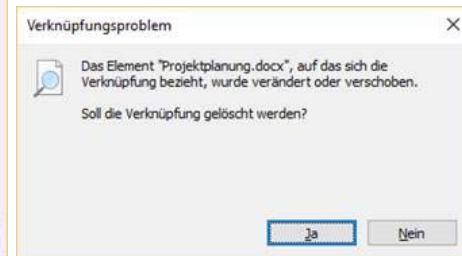 Verknüpfungsproblem
Das Element "Projektplanung.docx", auf das sich die
Verknüpfung bezieht, wurde verändert oder verschoben.
Soll die Verknüpfung gelöscht werden?
Ja
Nein